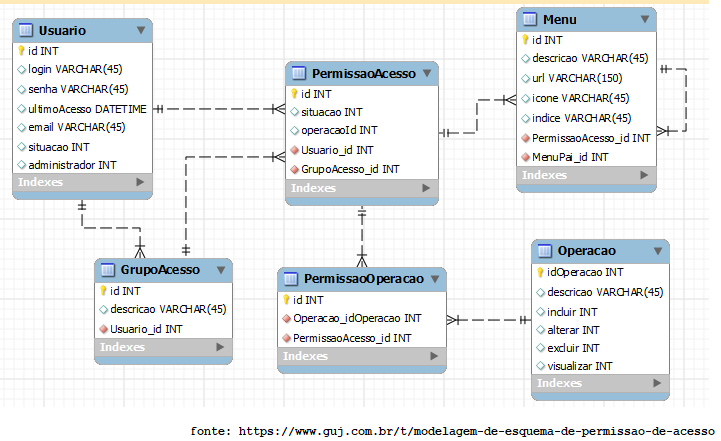 Usuario
id INT
login VARCHAR(45)
senha VARCHAR(45)
ultimoAcesso DATETIME
email VARCHAR(45)
situacao INT
administrador INT
Indexes
PermissaoAcesso
id INT
situacao INT
operacaoId INT
Usuario_id INT
GrupoAcesso_id INT
Indexes
Menu
id INT
descricao VARCHAR(45)
url VARCHAR(150)
icone VARCHAR(45)
indice VARCHAR(45)
PermissaoAcesso_id INT
MenuPai_id INT
Indexes
GrupoAcesso
id INT
descricao VARCHAR(45)
Usuario_id INT
Indexes
PermissaoOperacao
id INT
Operacao_idOperacao INT
PermissaoAcesso_id INT
Indexes
Operacao
idOperacao INT
descricao VARCHAR(45)
incluir INT
alterar INT
excluir INT
visualizar INT
Indexes
fonte: https://www.guj.com.br/t/modelagem-de-esquema-de-permissao-de-acesso